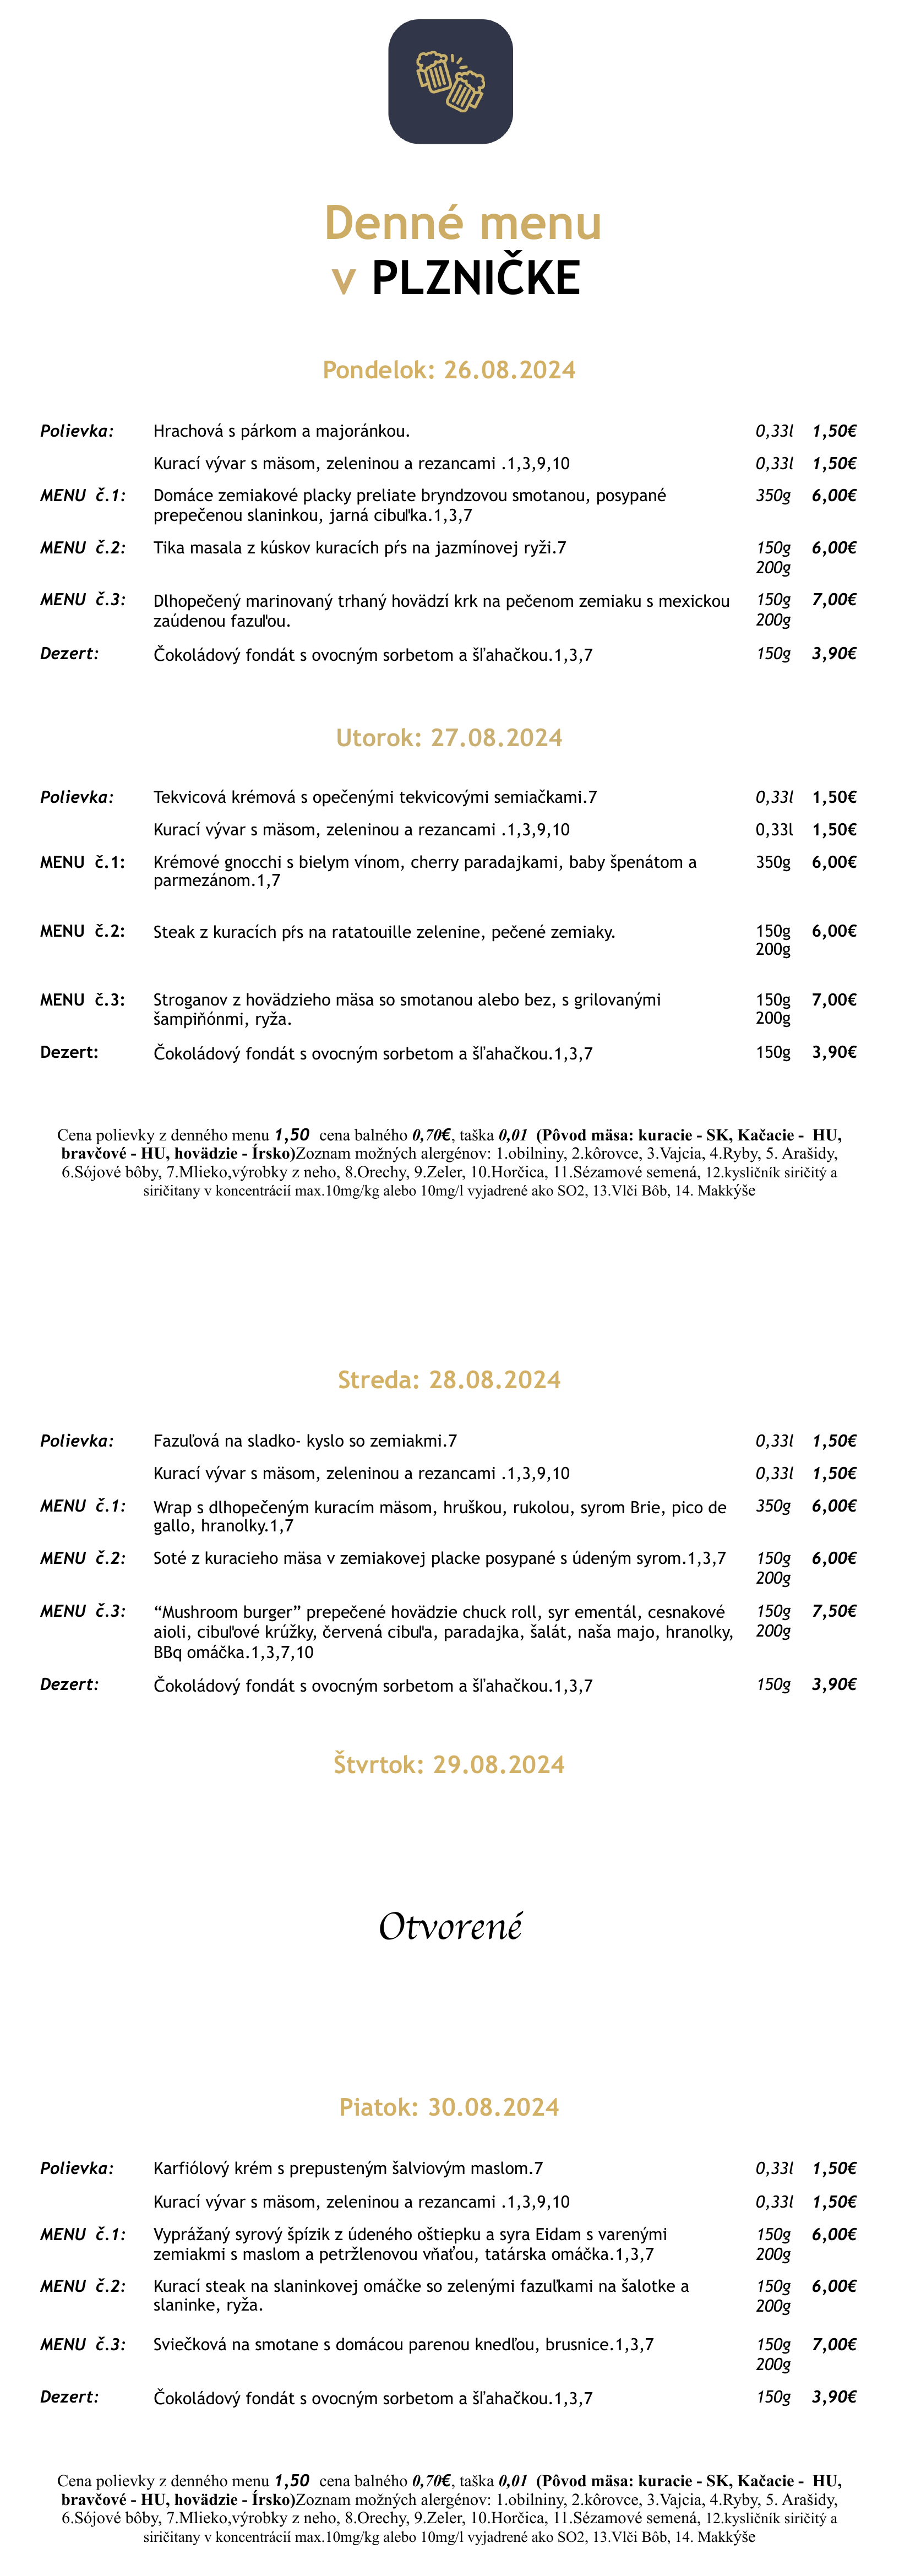 Denné menu
v PLZNIČKE
Pondelok: 26.08.2024
Polievka: Hrachová s párkom a majoránkou. 0,33l 1,50€
Kurací vývar s mäsom, zeleninou a rezancami .1,3,9,10 0,33l 1,50€
MENU č.1: Domáce zemiakové placky preliate bryndzovou smotanou, posypané 350g 6,00€
prepečenou slaninkou, jarná cibuľka.1,3,7
MENU č.2: Tika masala z kúskov kuracích pŕs na jazmínovej ryži.7 150g 6,00€
200g
MENU č.3: Dlhopečený marinovaný trhaný hovädzí krk na pečenom zemiaku s mexickou 150g 7,00€
zaúdenou fazuľou. 200g
Dezert: Čokoládový fondát s ovocným sorbetom a šľahačkou.1,3,7 150g 3,90€
Utorok: 27.08.2024
Polievka: Tekvicová krémová s opečenými tekvicovými semiačkami.7 0,33l 1,50€
Kurací vývar s mäsom, zeleninou a rezancami .1,3,9,10 0,33l 1,50€
MENU č.1: Krémové gnocchi s bielym vínom, cherry paradajkami, baby špenátom a 350g 6,00€
parmezánom.1,7
MENU č.2: Steak z kuracích pŕs na ratatouille zelenine, pečené zemiaky. 150g 6,00€
200g
MENU č.3: Stroganov z hovädzieho mäsa so smotanou alebo bez, s grilovanými 150g 7,00€
šampiňónmi, ryža. 200g
Dezert: Čokoládový fondát s ovocným sorbetom a šľahačkou.1,3,7 150g 3,90€
Cena polievky z denného menu 1,50 cena balného 0,70€, taška 0,01 (Pôvod mäsa: kuracie - SK, Kačacie - HU,
bravčové - HU, hovädzie - Írsko)Zoznam možných alergénov: 1.obilniny, 2.kôrovce, 3.Vajcia, 4.Ryby, 5. Arašidy,
6.Sójové bôby, 7.Mlieko,výrobky z neho, 8.Orechy, 9.Zeler, 10.Horčica, 11.Sézamové semená, 12.kysličník siričitý a
siričitany v koncentrácií max.10mg/kg alebo 10mg/l vyjadrené ako SO2, 13.Vlči Bôb, 14. Makkýše
Streda: 28.08.2024
Polievka: Fazuľová na sladko- kyslo so zemiakmi.7 0,33l 1,50€
Kurací vývar s mäsom, zeleninou a rezancami .1,3,9,10 0,33l 1,50€
MENU č.1: Wrap s dlhopečeným kuracím mäsom, hruškou, rukolou, syrom Brie, pico de 350g 6,00€
gallo, hranolky.1,7
MENU č.2: Soté z kuracieho mäsa v zemiakovej placke posypané s údeným syrom.1,3,7 150g 6,00€
200g
MENU č.3: “Mushroom burger” prepečené hovädzie chuck roll, syr ementál, cesnakové 150g 7,50€
aioli, cibuľové krúžky, červená cibuľa, paradajka, šalát, naša majo, hranolky, 200g
BBq omáčka.1,3,7,10
Dezert: Čokoládový fondát s ovocným sorbetom a šľahačkou.1,3,7 150g 3,90€
Štvrtok: 29.08.2024
Otvorené
Piatok: 30.08.2024
Polievka: Karfiólový krém s prepusteným šalviovým maslom.7 0,33l 1,50€
Kurací vývar s mäsom, zeleninou a rezancami .1,3,9,10 0,33l 1,50€
MENU č.1: Vyprážaný syrový špízik z údeného oštiepku a syra Eidam s varenými 150g 6,00€
zemiakmi s maslom a petržlenovou vňaťou, tatárska omáčka.1,3,7 200g
MENU č.2: Kurací steak na slaninkovej omáčke so zelenými fazuľkami na šalotke a 150g 6,00€
slaninke, ryža. 200g
MENU č.3: Sviečková na smotane s domácou parenou knedľou, brusnice.1,3,7 150g 7,00€
200g
Dezert: Čokoládový fondát s ovocným sorbetom a šľahačkou.1,3,7 150g 3,90€
Cena polievky z denného menu 1,50 cena balného 0,70€, taška 0,01 (Pôvod mäsa: kuracie - SK, Kačacie - HU,
bravčové - HU, hovädzie - Írsko)Zoznam možných alergénov: 1.obilniny, 2.kôrovce, 3.Vajcia, 4.Ryby, 5. Arašidy,
6.Sójové bôby, 7.Mlieko,výrobky z neho, 8.Orechy, 9.Zeler, 10.Horčica, 11.Sézamové semená, 12.kysličník siričitý a
siričitany v koncentrácií max.10mg/kg alebo 10mg/l vyjadrené ako SO2, 13.Vlči Bôb, 14. Makkýše